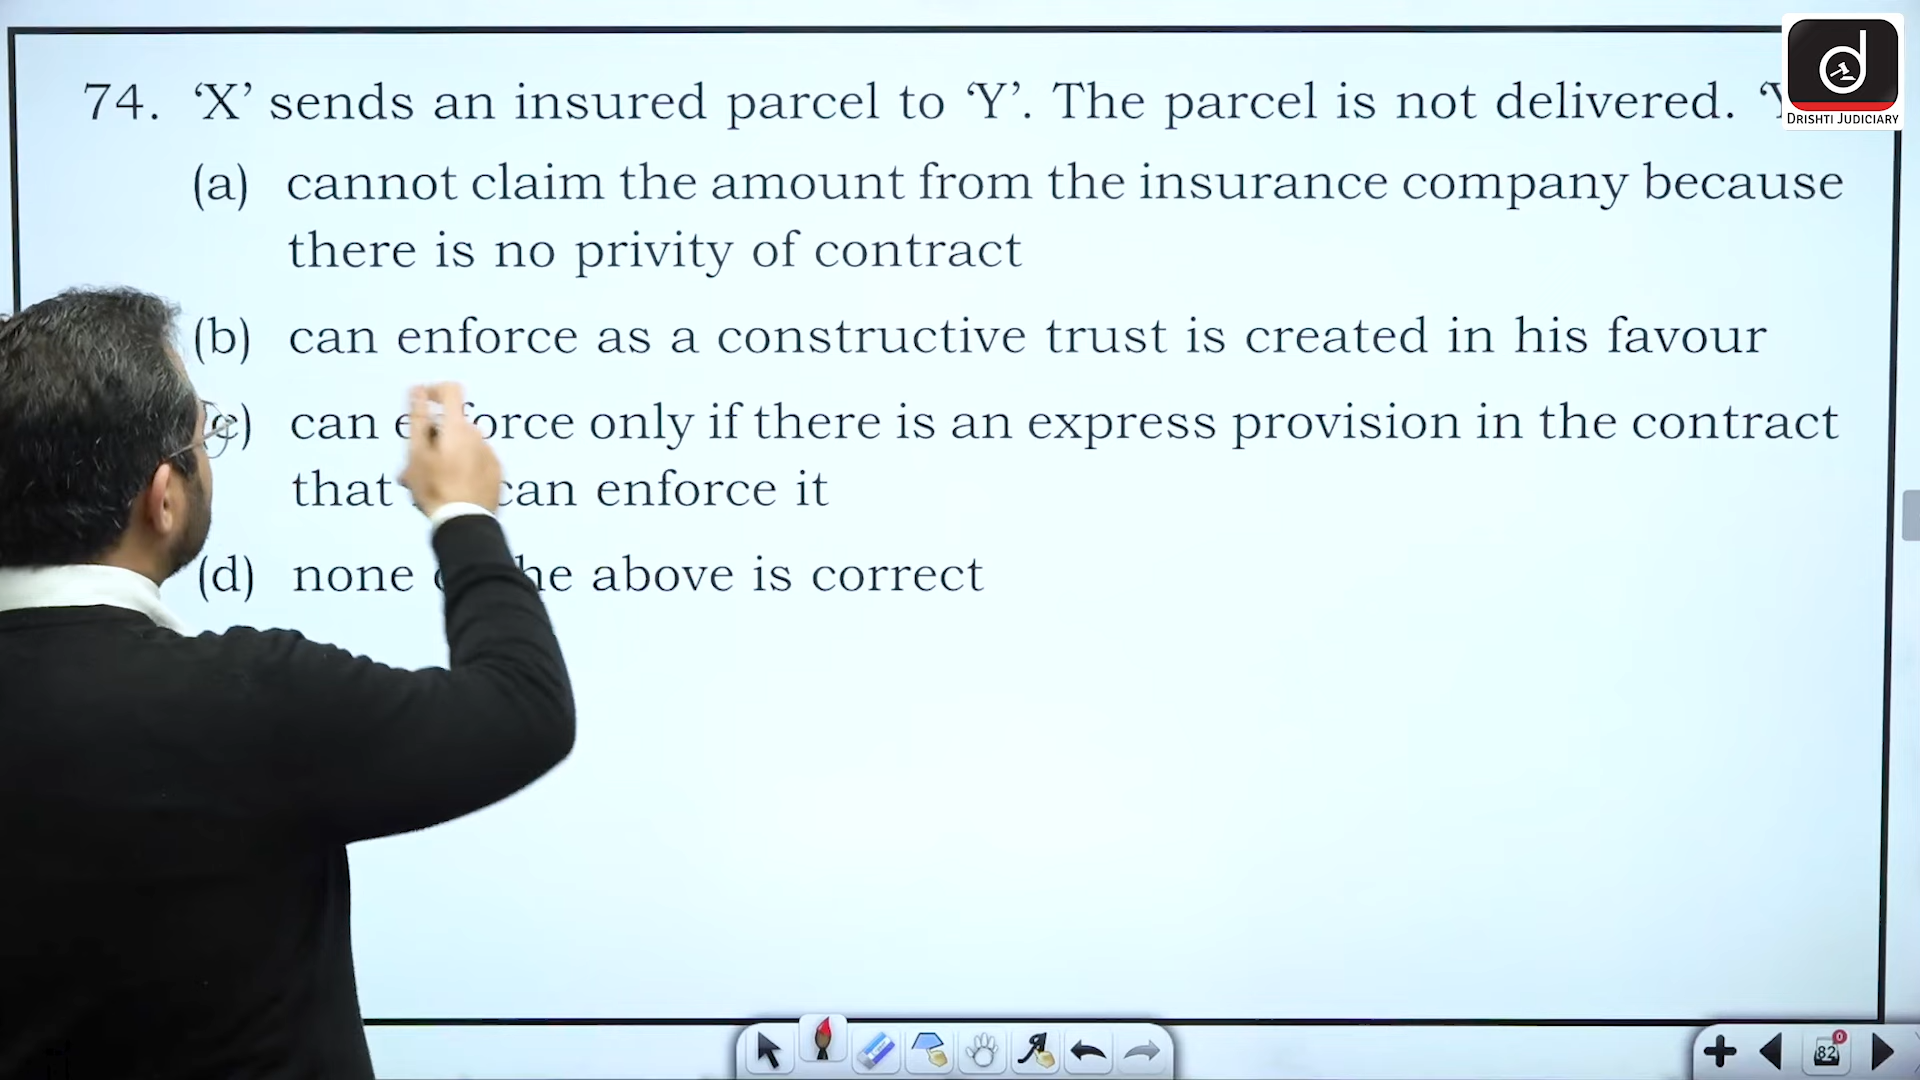 74. ‘X’ sends an insured parcel to ‘Y’. The parcel is not delivered.
(a) cannot claim the amount from the insurance company because
there is no privity of contract
(b) can enforce as a constructive trust is created in his favour
can enforce only if there is an express provision in the contract
that can enforce it
(d) none the above is correct
DRISHTI JUDICIARY
82
0